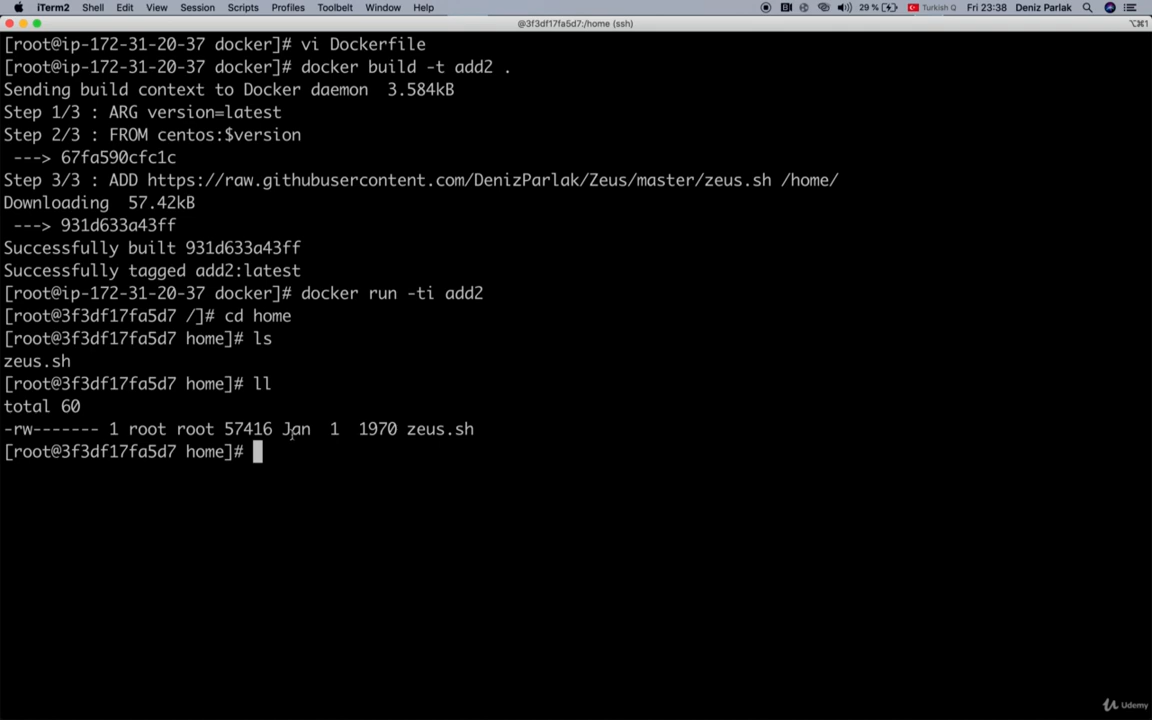 iTerm2 Shell Edit View Session Scripts Profiles Toolbelt Window Help 29 % Turkish Q Fri 23:38 Deniz Parlak
@3f3df17fa5d7:/home (ssh) ⌥⌘1
[root@ip-172-31-20-37 docker]# vi Dockerfile
[root@ip-172-31-20-37 docker]# docker build -t add2 .
Sending build context to Docker daemon  3.584kB
Step 1/3 : ARG version=latest
Step 2/3 : FROM centos:$version
 ---> 67fa590cfc1c
Step 3/3 : ADD https://raw.githubusercontent.com/DenizParlak/Zeus/master/zeus.sh /home/
Downloading  57.42kB
 ---> 931d633a43ff
Successfully built 931d633a43ff
Successfully tagged add2:latest
[root@ip-172-31-20-37 docker]# docker run -ti add2
[root@3f3df17fa5d7 /]# cd home
[root@3f3df17fa5d7 home]# ls
zeus.sh
[root@3f3df17fa5d7 home]# ll
total 60
-rw------- 1 root root 57416 Jan  1  1970 zeus.sh
[root@3f3df17fa5d7 home]#
Udemy